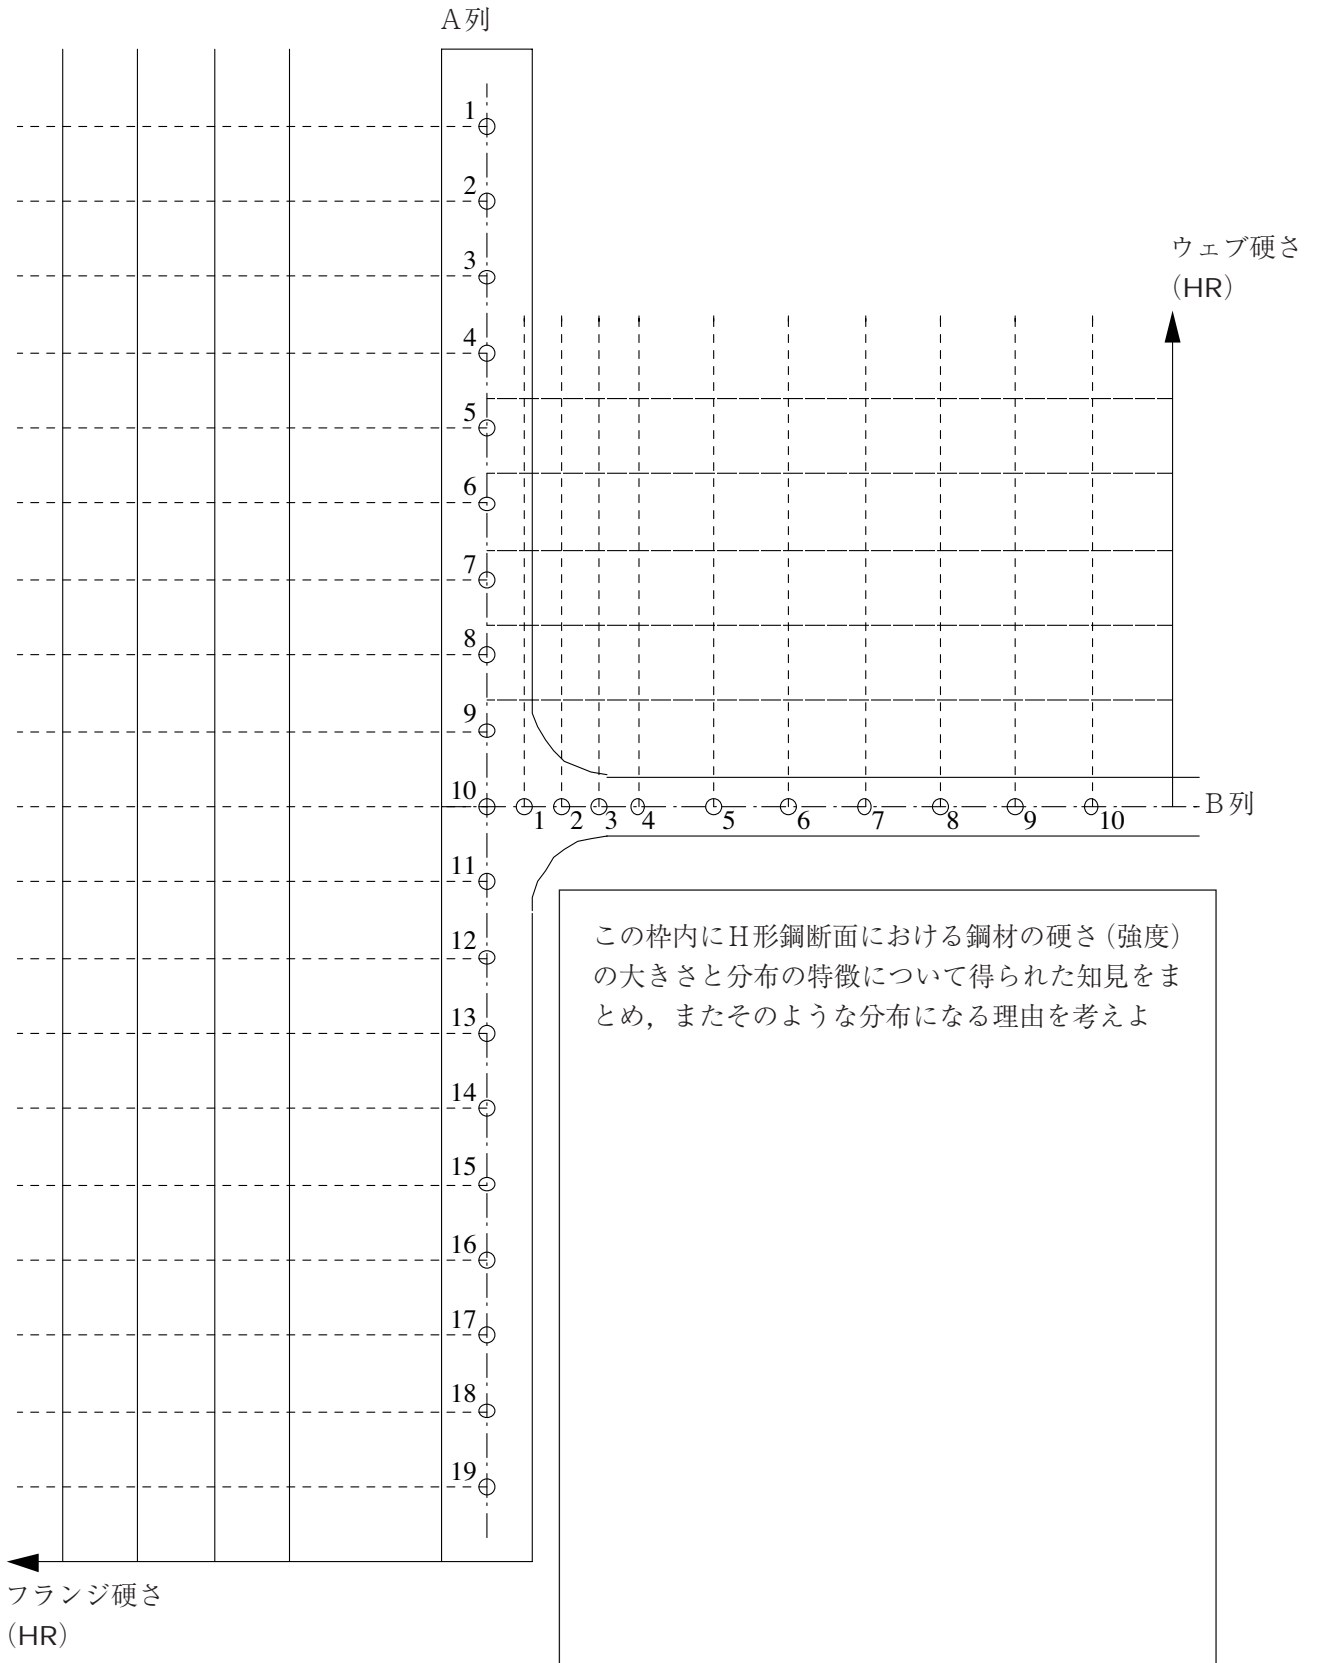 A列
1
2
3
4
5
6
7
8
9
10
11
12
13
14
15
16
17
18
19
ウェブ硬さ
(HR)
1 2 3 4 5 6 7 8 9 10
B列
この枠内にH形鋼断面における鋼材の硬さ(強度)
の大きさと分布の特徴について得られた知見をま
とめ,またそのような分布になる理由を考えよ
フランジ硬さ
(HR)